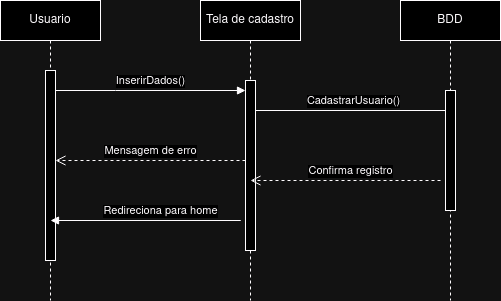 Usuario
Tela de cadastro
BDD
InserirDados()
CadastrarUsuario()
Mensagem de erro
Confirma registro
Redireciona para home